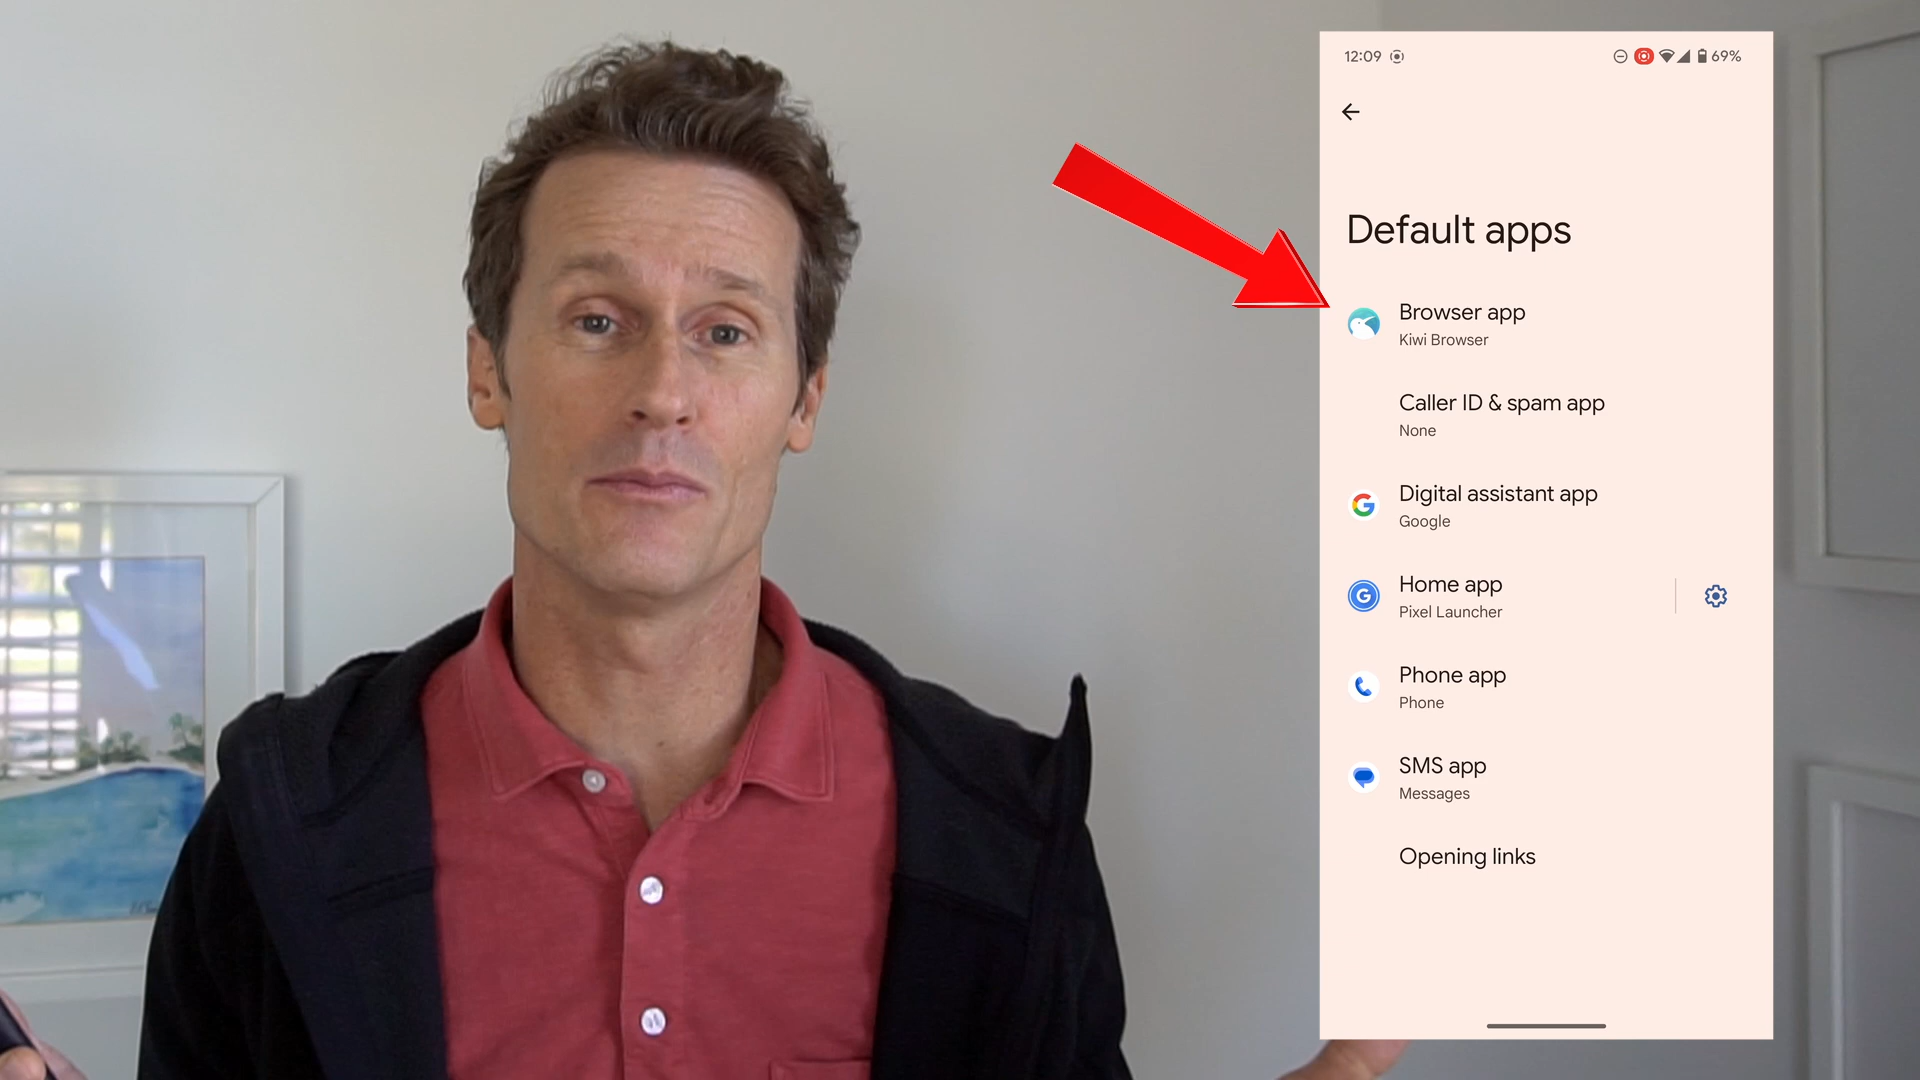 12:09
69%
Default apps
Browser app
Kiwi Browser
Caller ID & spam app
None
Digital assistant app
Google
Home app
Pixel Launcher
Phone app
Phone
SMS app
Messages
Opening links